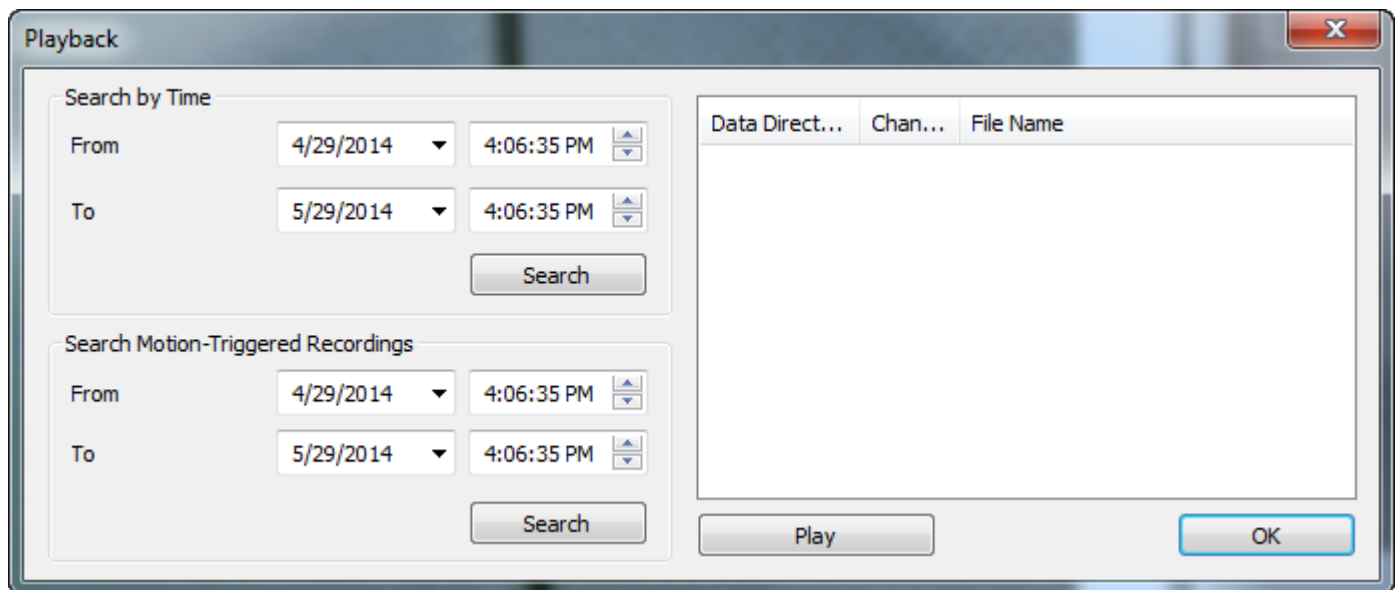 Playback
x
Search by Time
From 4/29/2014 4:06:35 PM
To 5/29/2014 4:06:35 PM
Search
Search Motion-Triggered Recordings
From 4/29/2014 4:06:35 PM
To 5/29/2014 4:06:35 PM
Search
Data Direct... Chan... File Name
Play OK